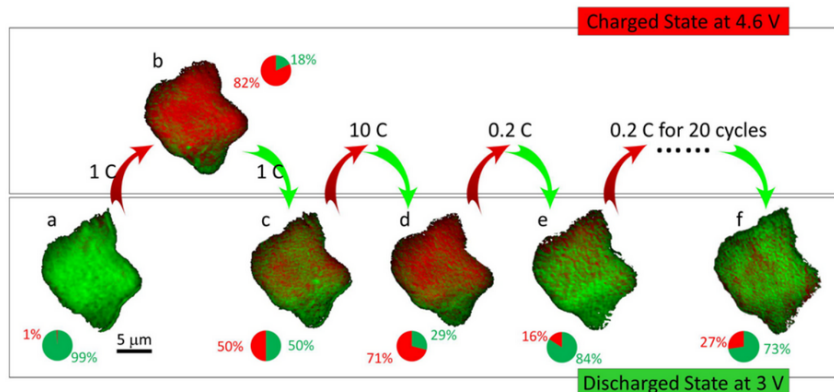 Charged State at 4.6 V
b
18%
82%
10 C
0.2 C
0.2 C for 20 cycles
......
1 C
1 C
a
c
d
e
f
1%
99%
5 μm
50%
50%
29%
71%
16%
84%
27%
73%
Discharged State at 3 V